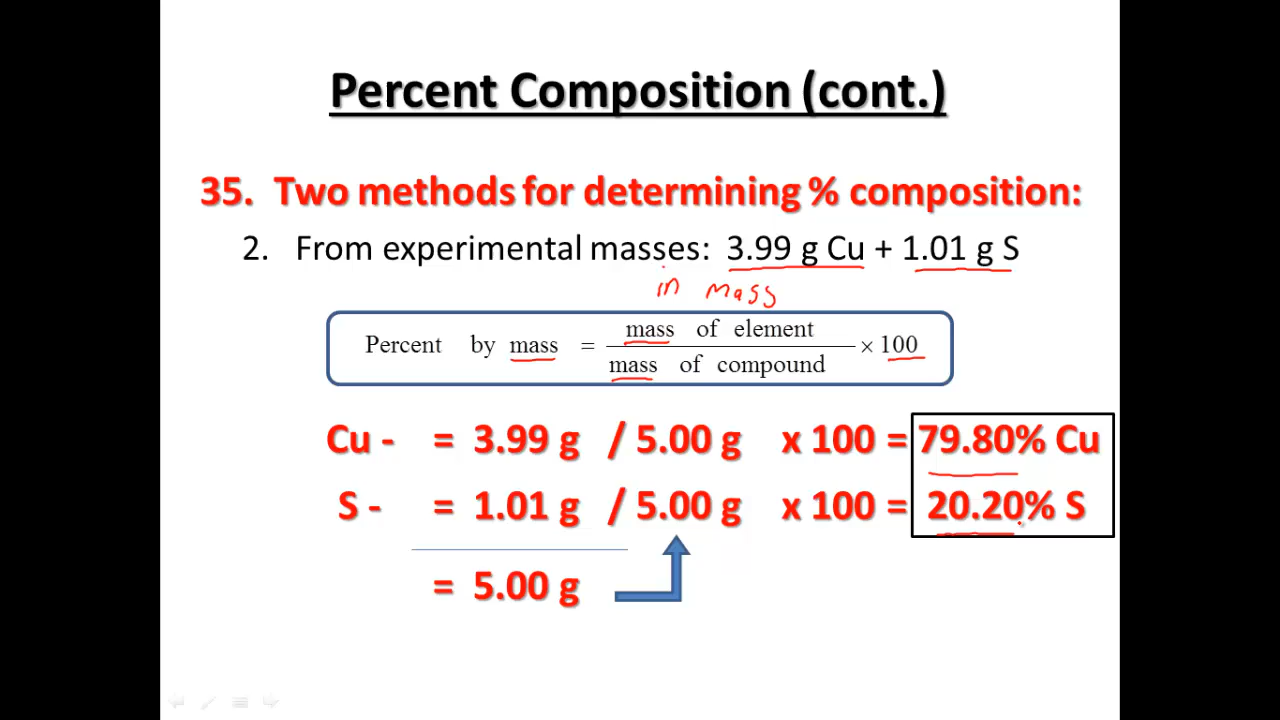 Percent Composition (cont.)
35. Two methods for determining % composition:
2. From experimental masses: 3.99 g Cu + 1.01 g S
in mass
Percent by mass = mass of element / mass of compound × 100
Cu - = 3.99 g / 5.00 g x 100 = 79.80% Cu
S - = 1.01 g / 5.00 g x 100 = 20.20% S
= 5.00 g